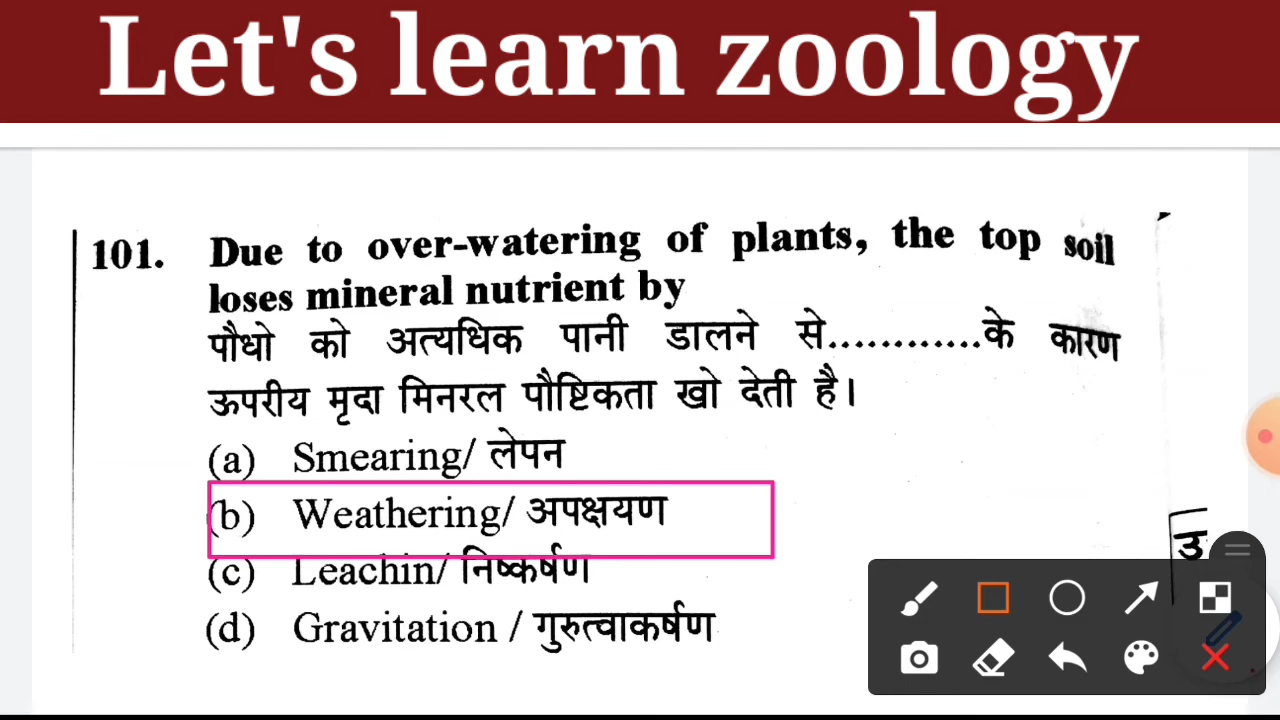 Let's learn zoology
101. Due to over-watering of plants, the top soil
loses mineral nutrient by
पौधो को अत्यधिक पानी डालने से............के कारण
ऊपरीय मृदा मिनरल पौष्टिकता खो देती है।
(a) Smearing/ लेपन
(b) Weathering/ अपक्षयण
(c) Leachin/ निष्कर्षण
(d) Gravitation / गुरुत्वाकर्षण
उ